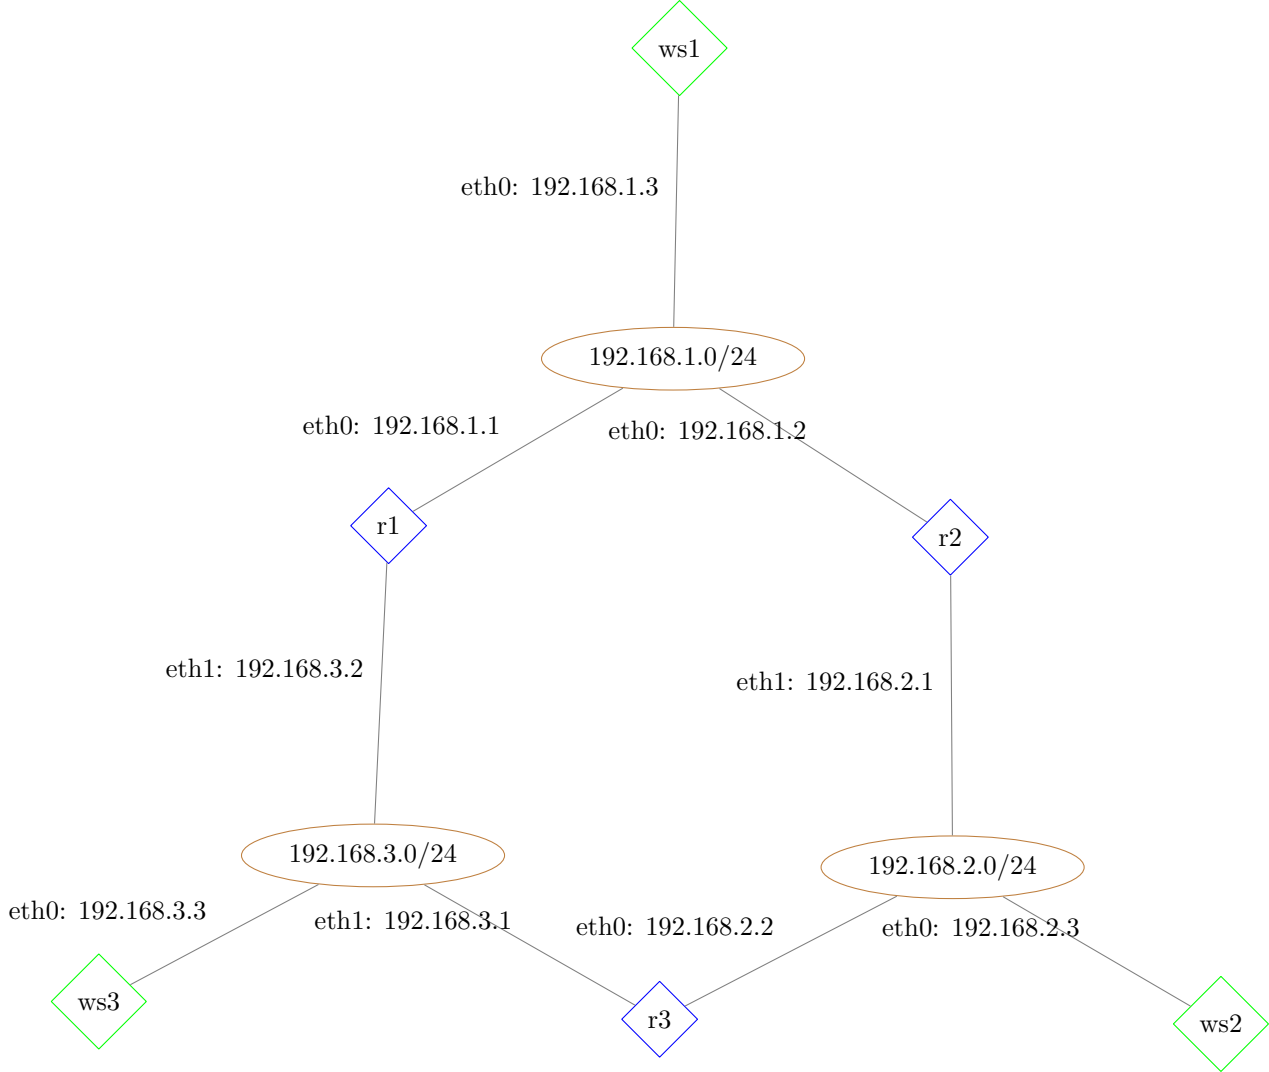 ws1
eth0: 192.168.1.3
192.168.1.0/24
eth0: 192.168.1.1
eth0: 192.168.1.2
r1
r2
eth1: 192.168.3.2
eth1: 192.168.2.1
192.168.3.0/24
192.168.2.0/24
eth0: 192.168.3.3
eth1: 192.168.3.1
eth0: 192.168.2.2
eth0: 192.168.2.3
ws3
r3
ws2